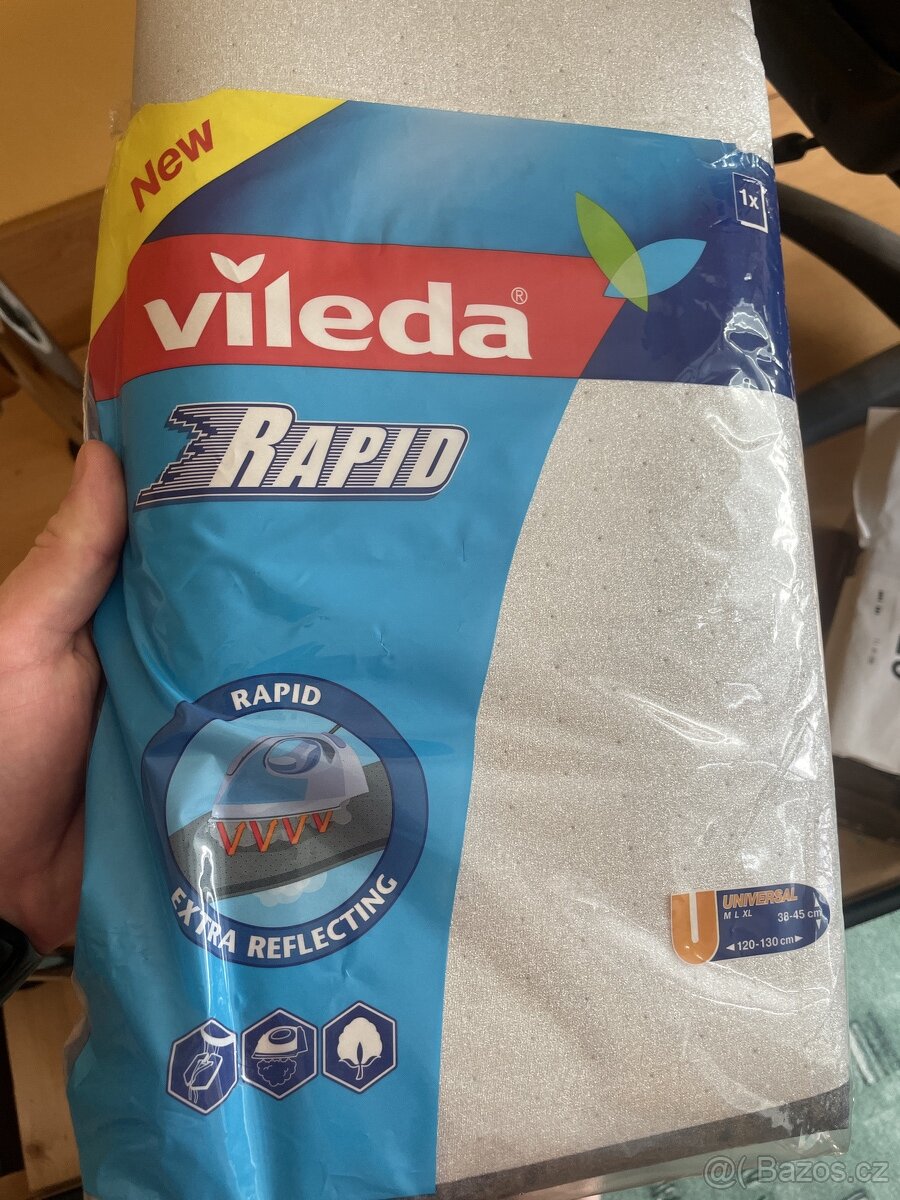 New
1x
vileda®
RAPID
RAPID
EXTRA REFLECTING
UNIVERSAL
M L XL 38-45 cm
120-130 cm
@( Bazos.cz